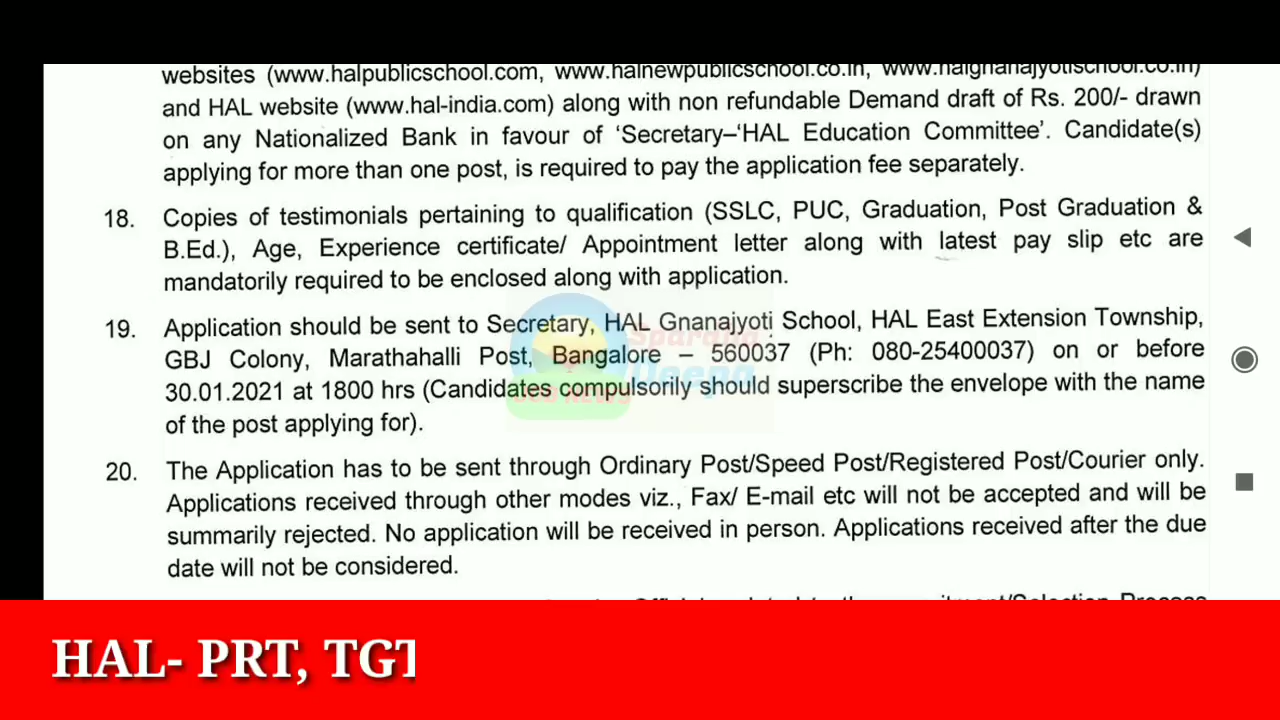 websites (www.halpublicschool.com, www.halnewpublicschool.co.in, www.halgnanajyotischool.co.in)
and HAL website (www.hal-india.com) along with non refundable Demand draft of Rs. 200/- drawn
on any Nationalized Bank in favour of ‘Secretary–‘HAL Education Committee’. Candidate(s)
applying for more than one post, is required to pay the application fee separately.
18. Copies of testimonials pertaining to qualification (SSLC, PUC, Graduation, Post Graduation &
B.Ed.), Age, Experience certificate/ Appointment letter along with latest pay slip etc are
mandatorily required to be enclosed along with application.
19. Application should be sent to Secretary, HAL Gnanajyoti School, HAL East Extension Township,
GBJ Colony, Marathahalli Post, Bangalore – 560037 (Ph: 080-25400037) on or before
30.01.2021 at 1800 hrs (Candidates compulsorily should superscribe the envelope with the name
of the post applying for).
20. The Application has to be sent through Ordinary Post/Speed Post/Registered Post/Courier only.
Applications received through other modes viz., Fax/ E-mail etc will not be accepted and will be
summarily rejected. No application will be received in person. Applications received after the due
date will not be considered.
HAL- PRT, TGT